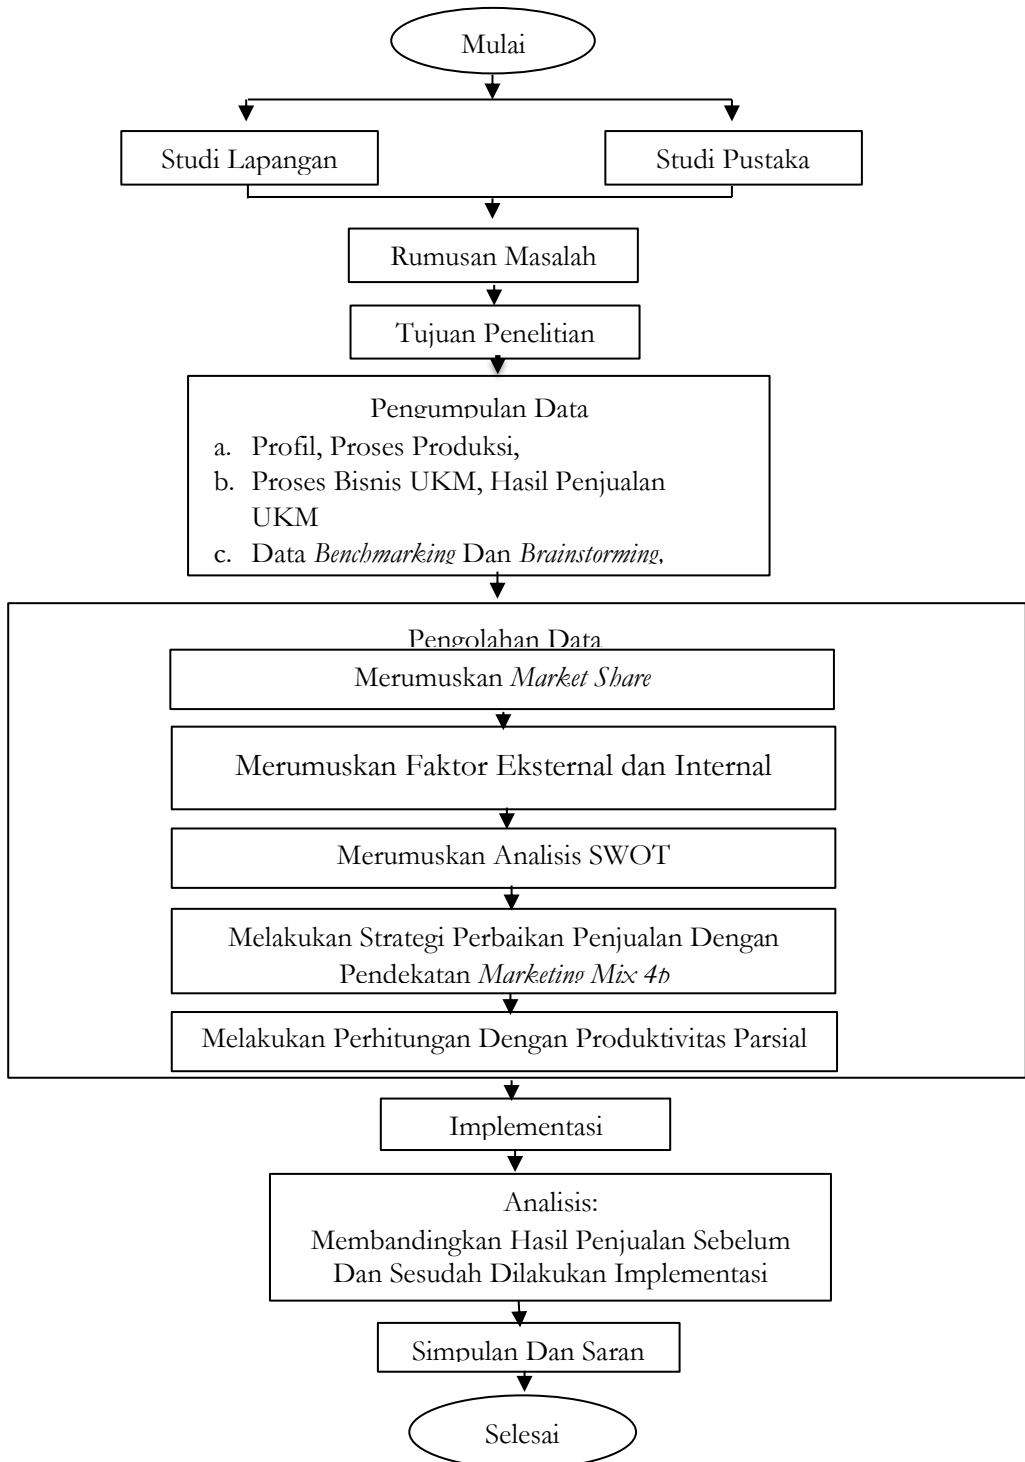 Mulai
Studi Lapangan
Studi Pustaka
Rumusan Masalah
Tujuan Penelitian
Pengumpulan Data
a. Profil, Proses Produksi,
b. Proses Bisnis UKM, Hasil Penjualan
UKM
c. Data Benchmarking Dan Brainstorming,
Pengolahan Data
Merumuskan Market Share
Merumuskan Faktor Eksternal dan Internal
Merumuskan Analisis SWOT
Melakukan Strategi Perbaikan Penjualan Dengan
Pendekatan Marketing Mix 4p
Melakukan Perhitungan Dengan Produktivitas Parsial
Implementasi
Analisis:
Membandingkan Hasil Penjualan Sebelum
Dan Sesudah Dilakukan Implementasi
Simpulan Dan Saran
Selesai